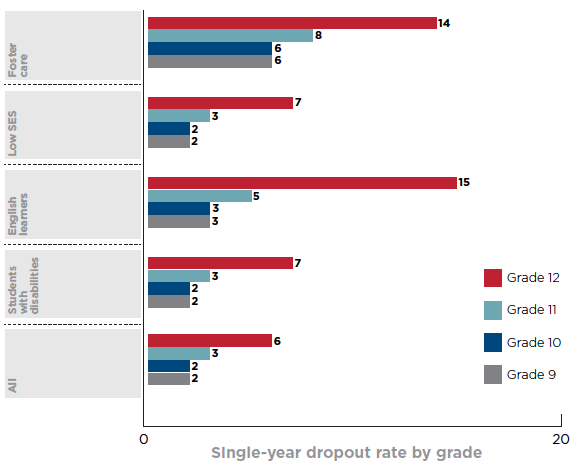 Foster
care
14
8
6
6
Low SES
7
3
2
2
English
learners
15
5
3
3
Students
with
disabilities
7
3
2
2
All
6
3
2
2
Grade 12
Grade 11
Grade 10
Grade 9
0
20
Single-year dropout rate by grade